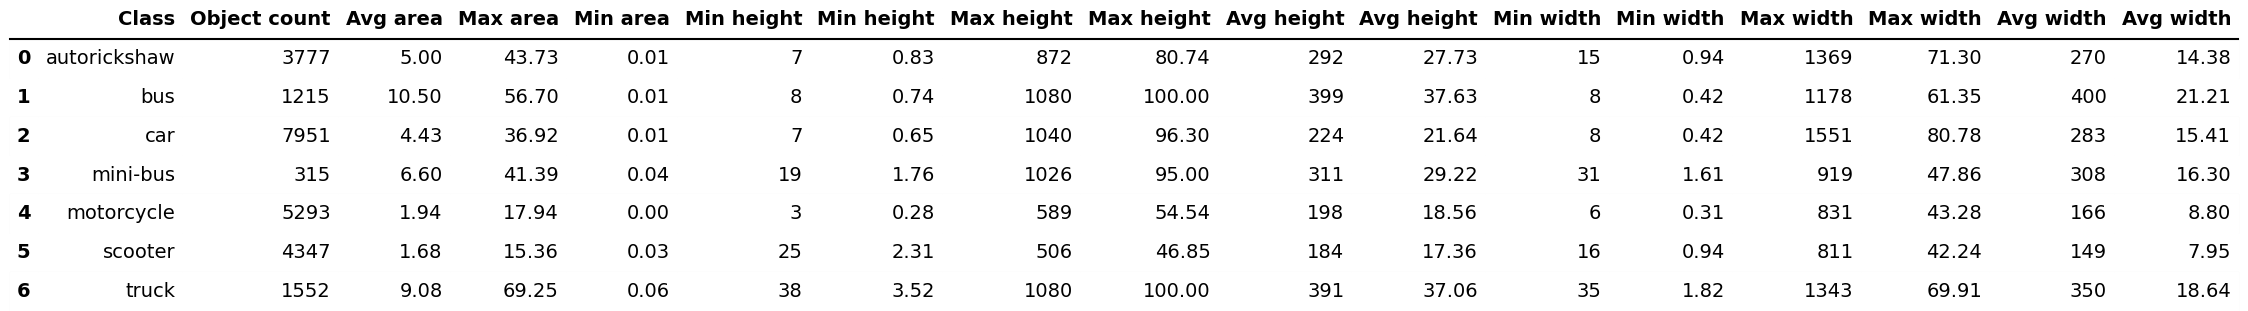 Class Object count Avg area Max area Min area Min height Min height Max height Max height Avg height Avg height Min width Min width Max width Max width Avg width Avg width
0 autorickshaw 3777 5.00 43.73 0.01 7 0.83 872 80.74 292 27.73 15 0.94 1369 71.30 270 14.38
1 bus 1215 10.50 56.70 0.01 8 0.74 1080 100.00 399 37.63 8 0.42 1178 61.35 400 21.21
2 car 7951 4.43 36.92 0.01 7 0.65 1040 96.30 224 21.64 8 0.42 1551 80.78 283 15.41
3 mini-bus 315 6.60 41.39 0.04 19 1.76 1026 95.00 311 29.22 31 1.61 919 47.86 308 16.30
4 motorcycle 5293 1.94 17.94 0.00 3 0.28 589 54.54 198 18.56 6 0.31 831 43.28 166 8.80
5 scooter 4347 1.68 15.36 0.03 25 2.31 506 46.85 184 17.36 16 0.94 811 42.24 149 7.95
6 truck 1552 9.08 69.25 0.06 38 3.52 1080 100.00 391 37.06 35 1.82 1343 69.91 350 18.64